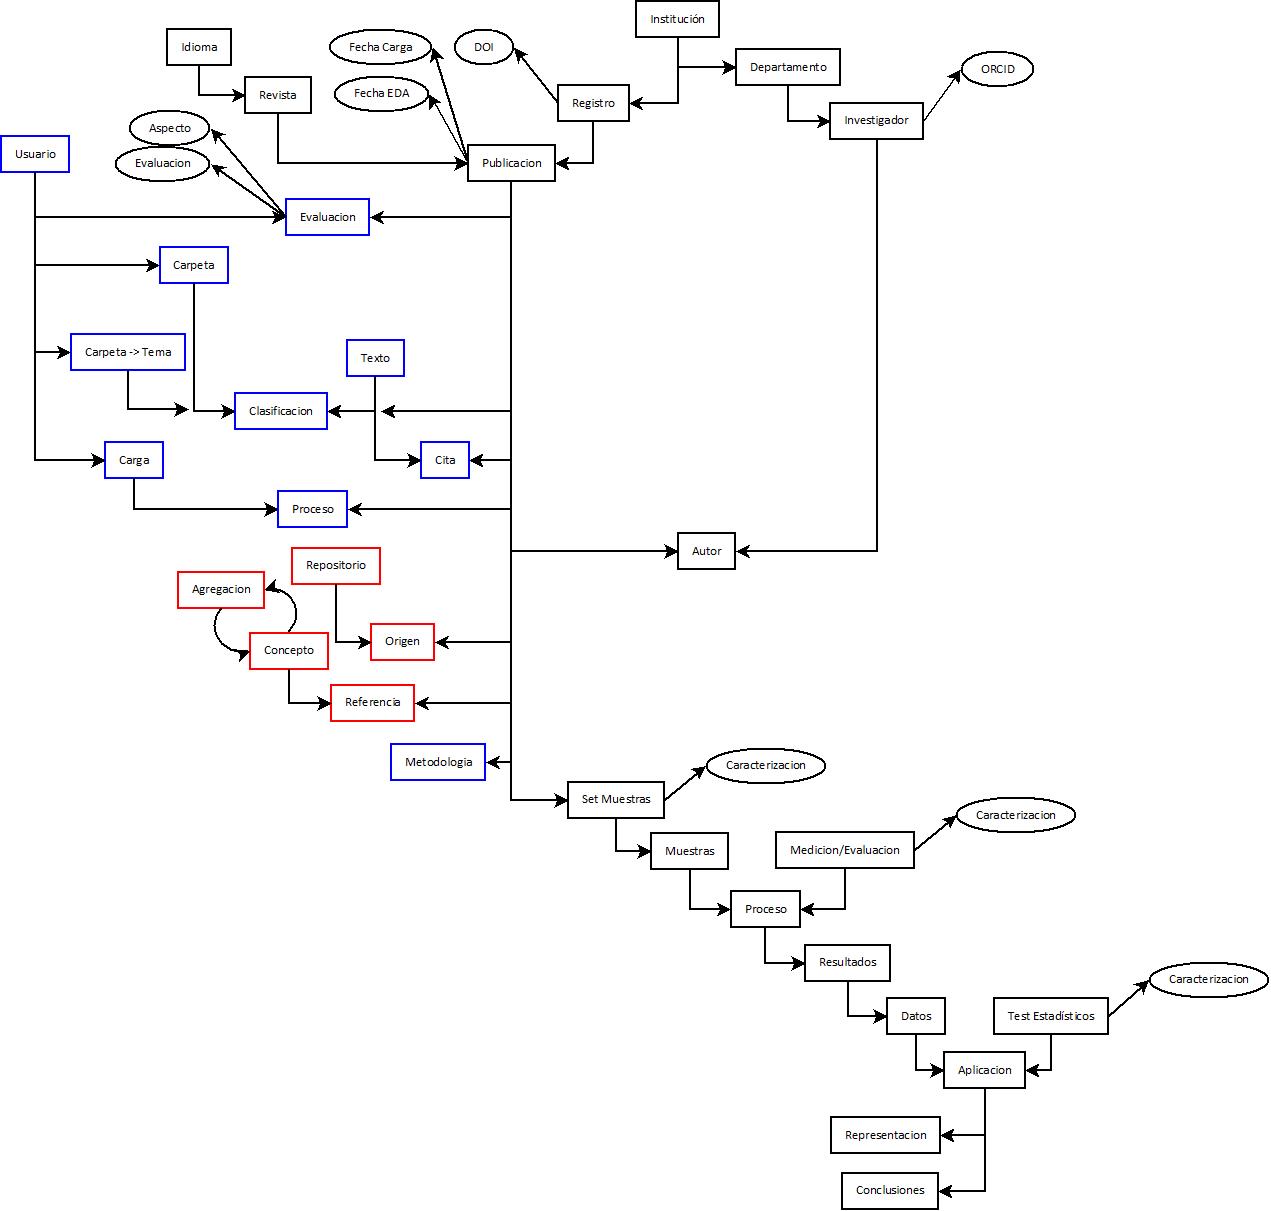 Institución
Idioma
Fecha Carga
DOI
Departamento
ORCID
Revista
Fecha EDA
Registro
Investigador
Aspecto
Usuario
Evaluacion
Publicacion
Evaluacion
Carpeta
Carpeta -> Tema
Texto
Clasificacion
Carga
Cita
Proceso
Autor
Repositorio
Agregacion
Origen
Concepto
Referencia
Metodologia
Caracterizacion
Set Muestras
Caracterizacion
Muestras
Medicion/Evaluacion
Proceso
Resultados
Caracterizacion
Datos
Test Estadísticos
Aplicacion
Representacion
Conclusiones